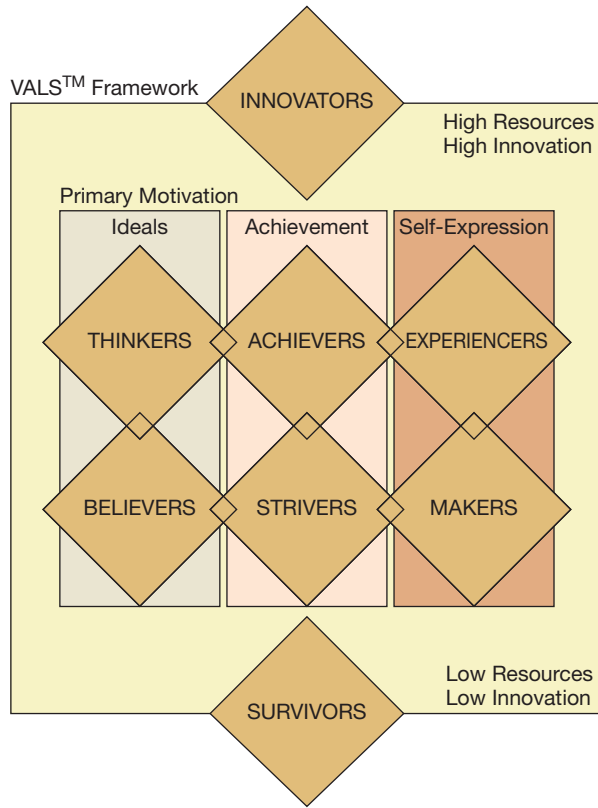 VALS™ Framework
INNOVATORS
High Resources
High Innovation
Primary Motivation
Ideals
Achievement
Self-Expression
THINKERS
ACHIEVERS
EXPERIENCERS
BELIEVERS
STRIVERS
MAKERS
Low Resources
Low Innovation
SURVIVORS